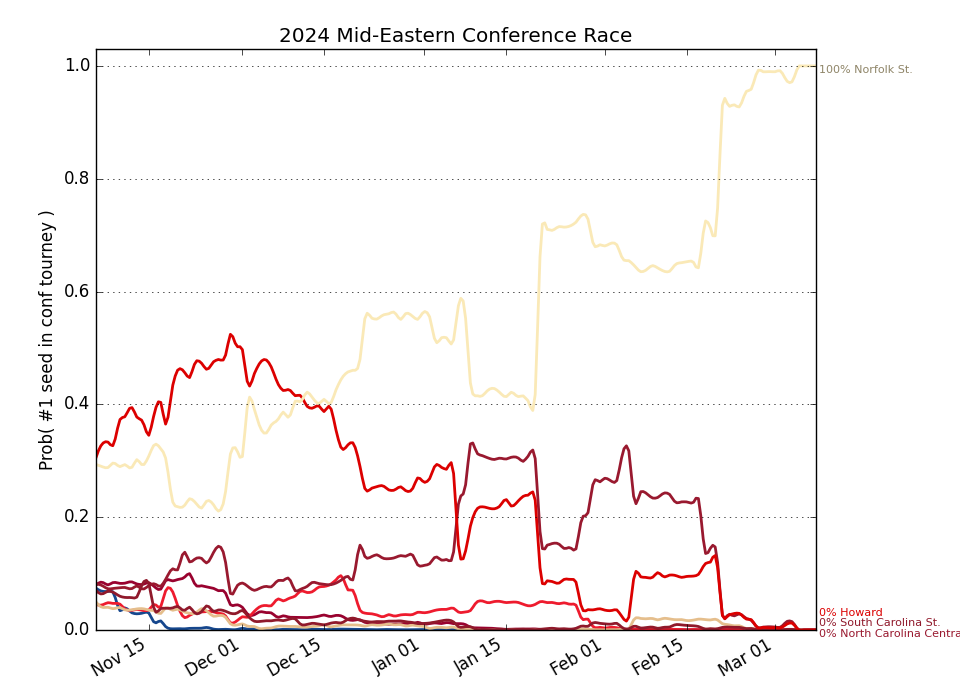 2024 Mid-Eastern Conference Race
1.0
0.8
0.6
0.4
0.2
0.0
Prob( #1 seed in conf tourney )
100% Norfolk St.
0% Howard
0% South Carolina St.
0% North Carolina Centra
Nov 15
Dec 01
Dec 15
Jan 01
Jan 15
Feb 01
Feb 15
Mar 01